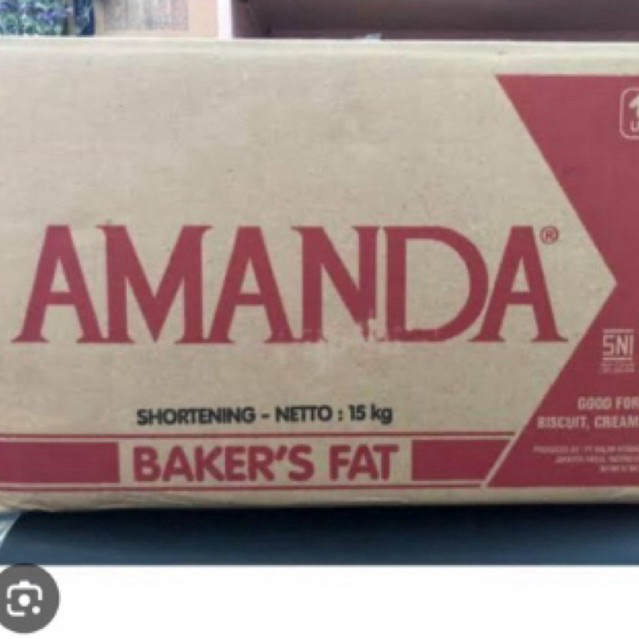 AMANDA®
SNI
SHORTENING - NETTO : 15 kg
GOOD FOR
BISCUIT, CREAM
BAKER'S FAT